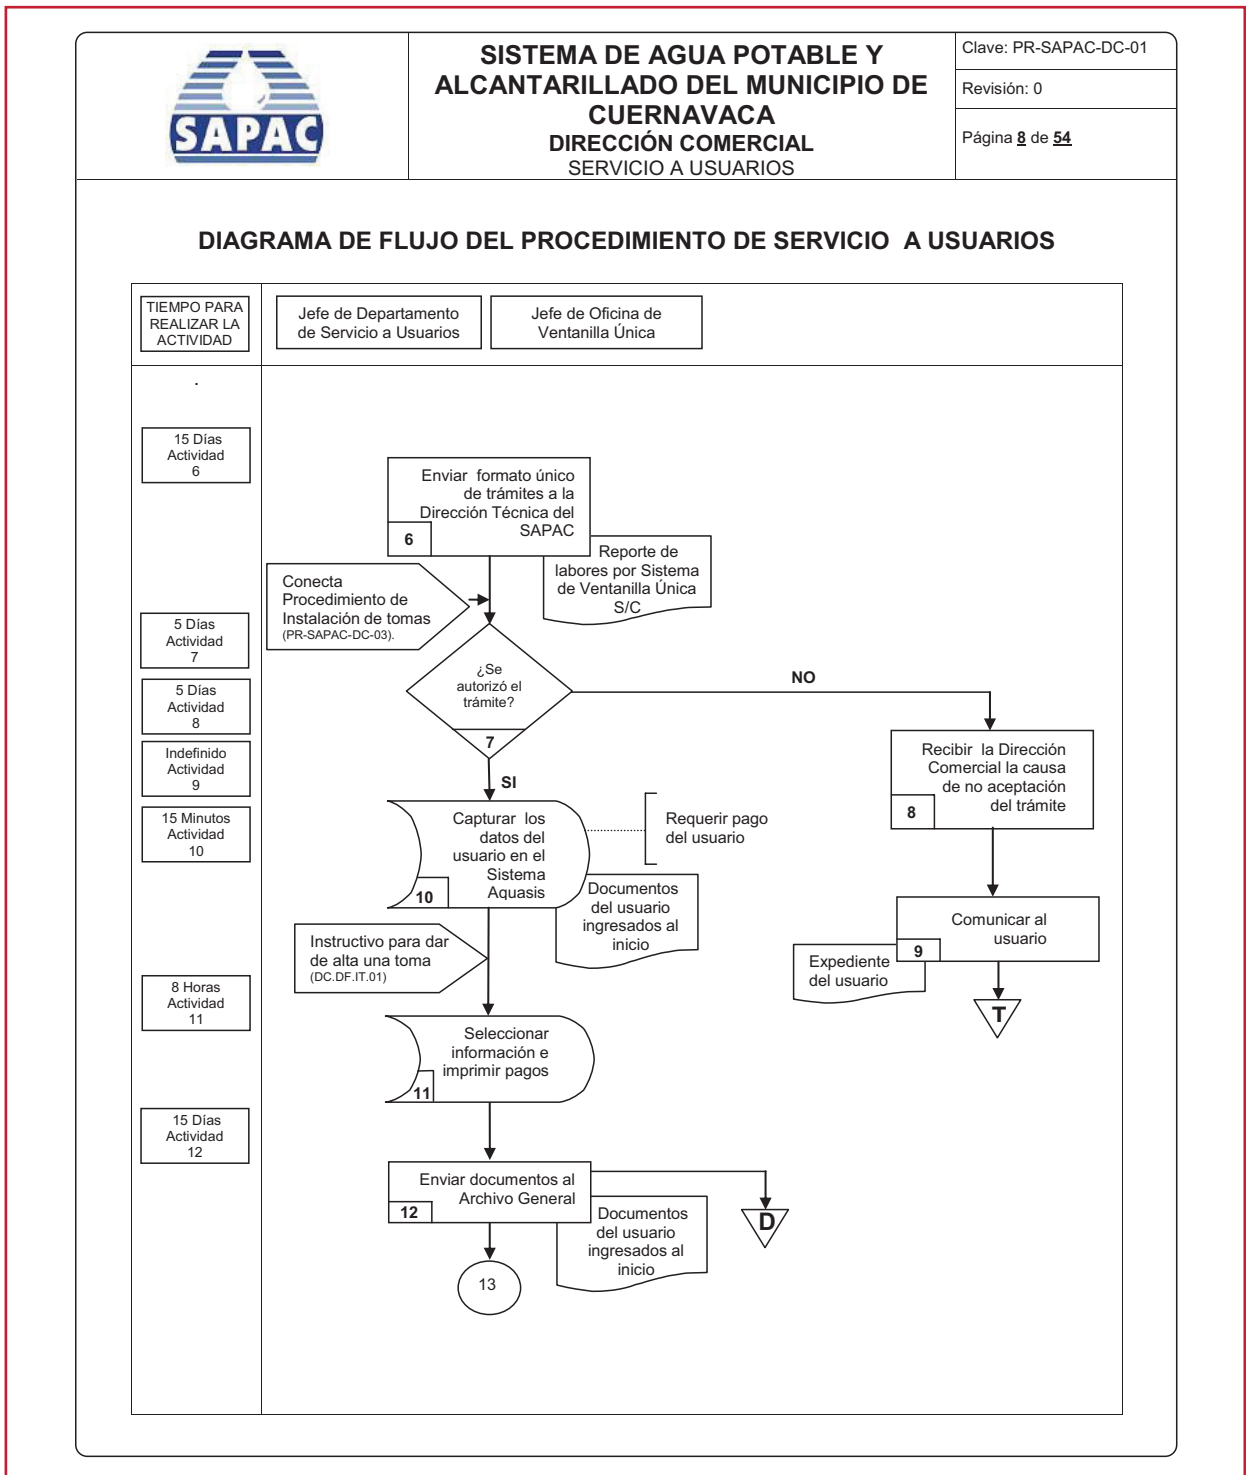 SAPAC
SISTEMA DE AGUA POTABLE Y
ALCANTARILLADO DEL MUNICIPIO DE
CUERNAVACA
DIRECCIÓN COMERCIAL
SERVICIO A USUARIOS
Clave: PR-SAPAC-DC-01
Revisión: 0
Página 8 de 54
DIAGRAMA DE FLUJO DEL PROCEDIMIENTO DE SERVICIO A USUARIOS
TIEMPO PARA
REALIZAR LA
ACTIVIDAD
Jefe de Departamento
de Servicio a Usuarios
Jefe de Oficina de
Ventanilla Única
.
15 Días
Actividad
6
Enviar formato único
de trámites a la
Dirección Técnica del
SAPAC
6
Reporte de
labores por Sistema
de Ventanilla Única
S/C
Conecta
Procedimiento de
Instalación de tomas
(PR-SAPAC-DC-03).
5 Días
Actividad
7
¿Se
autorizó el
trámite?
7
NO
SI
5 Días
Actividad
8
Recibir la Dirección
Comercial la causa
de no aceptación
del trámite
8
Indefinido
Actividad
9
15 Minutos
Actividad
10
Capturar los
datos del
usuario en el
Sistema
Aquasis
10
Requerir pago
del usuario
Documentos
del usuario
ingresados al
inicio
Comunicar al
usuario
9
Expediente
del usuario
T
Instructivo para dar
de alta una toma
(DC.DF.IT.01)
8 Horas
Actividad
11
Seleccionar
información e
imprimir pagos
11
15 Días
Actividad
12
Enviar documentos al
Archivo General
12
Documentos
del usuario
ingresados al
inicio
D
13